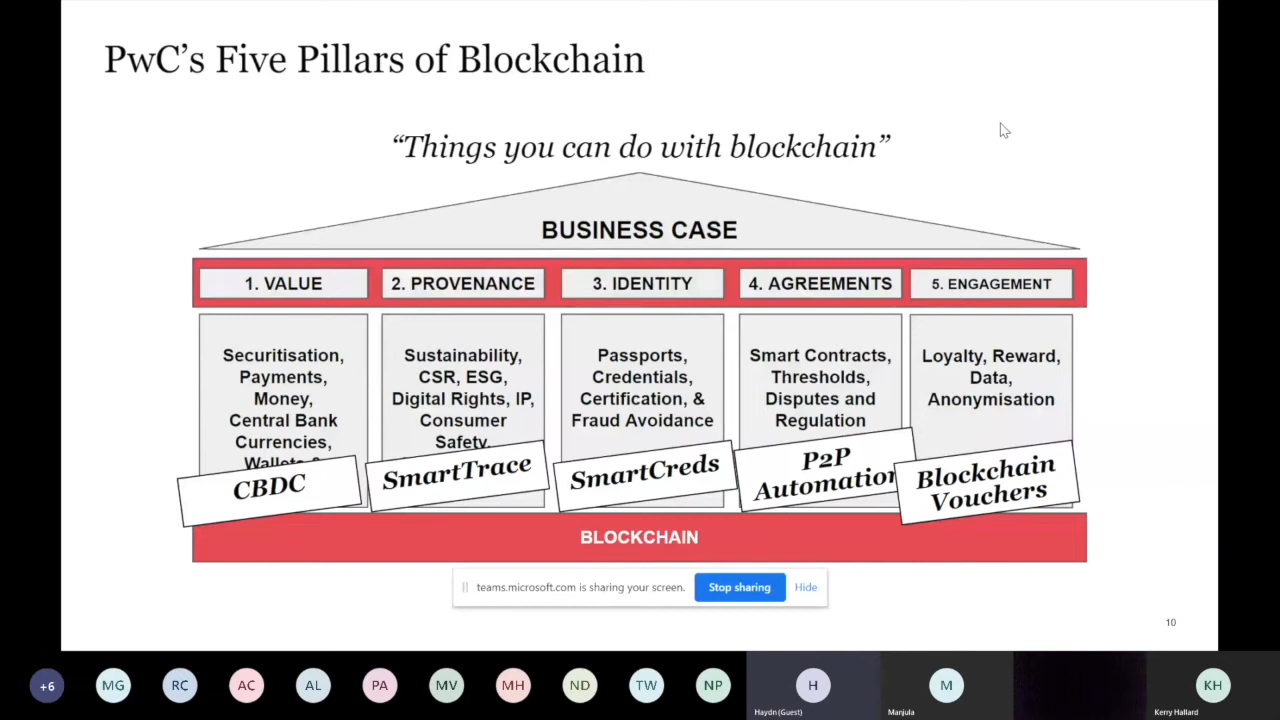 PwC’s Five Pillars of Blockchain
“Things you can do with blockchain”
BUSINESS CASE
1. VALUE
2. PROVENANCE
3. IDENTITY
4. AGREEMENTS
5. ENGAGEMENT
Securitisation,
Payments,
Money,
Central Bank
Currencies,
Wallets &
CBDC
Sustainability,
CSR, ESG,
Digital Rights, IP,
Consumer
Safety,
SmartTrace
Passports,
Credentials,
Certification, &
Fraud Avoidance
SmartCreds
Smart Contracts,
Thresholds,
Disputes and
Regulation
P2P
Automation
Loyalty, Reward,
Data,
Anonymisation
Blockchain
Vouchers
BLOCKCHAIN
teams.microsoft.com is sharing your screen.
Stop sharing
Hide
10
+6
MG
RC
AC
AL
PA
MV
MH
ND
TW
NP
H
M
KH
Haydn (Guest)
Manjula
Kerry Hallard